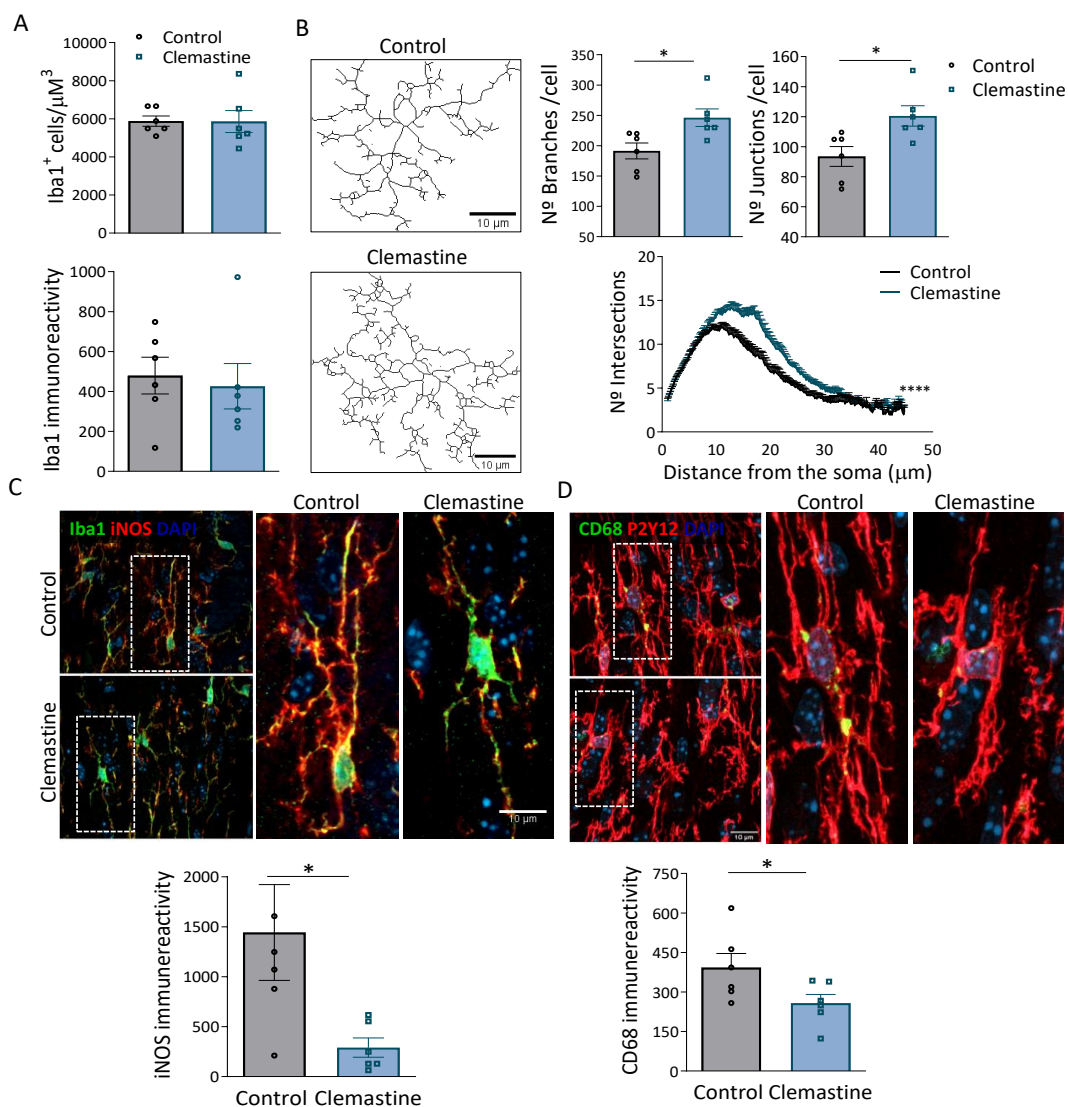 A
Control
Clemastine
10000
8000
6000
4000
2000
0
Iba1⁺ cells/μM³
1000
800
600
400
200
0
Iba1 immunoreactivity
B
Control
10 μm
Clemastine
10 μm
*
350
300
250
200
150
100
50
Nº Branches /cell
*
160
140
120
100
80
60
40
Nº Junctions /cell
Control
Clemastine
20
15
10
5
0
Nº Intersections
Control
Clemastine
****
0 10 20 30 40 50
Distance from the soma (μm)
C
Control Clemastine
Iba1 iNOS DAPI
Control
Clemastine
10 μm
*
2000
1500
1000
500
0
iNOS immunereactivity
Control Clemastine
D
Control Clemastine
CD68 P2Y12 DAPI
10 μm
*
750
600
450
300
150
0
CD68 immunereactivity
Control Clemastine